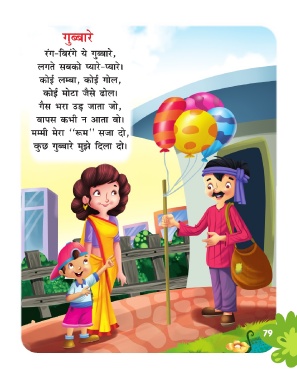 गुब्बारे
रंग-बिरंगे ये गुब्बारे,
लगते सबको प्यारे-प्यारे।
कोई लम्बा, कोई गोल,
कोई मोटा जैसे ढोल।
गैस भरा उड़ जाता जो,
वापस कभी न आता वो।
मम्मी मेरा “रूम” सजा दो,
कुछ गुब्बारे मुझे दिला दो।
79